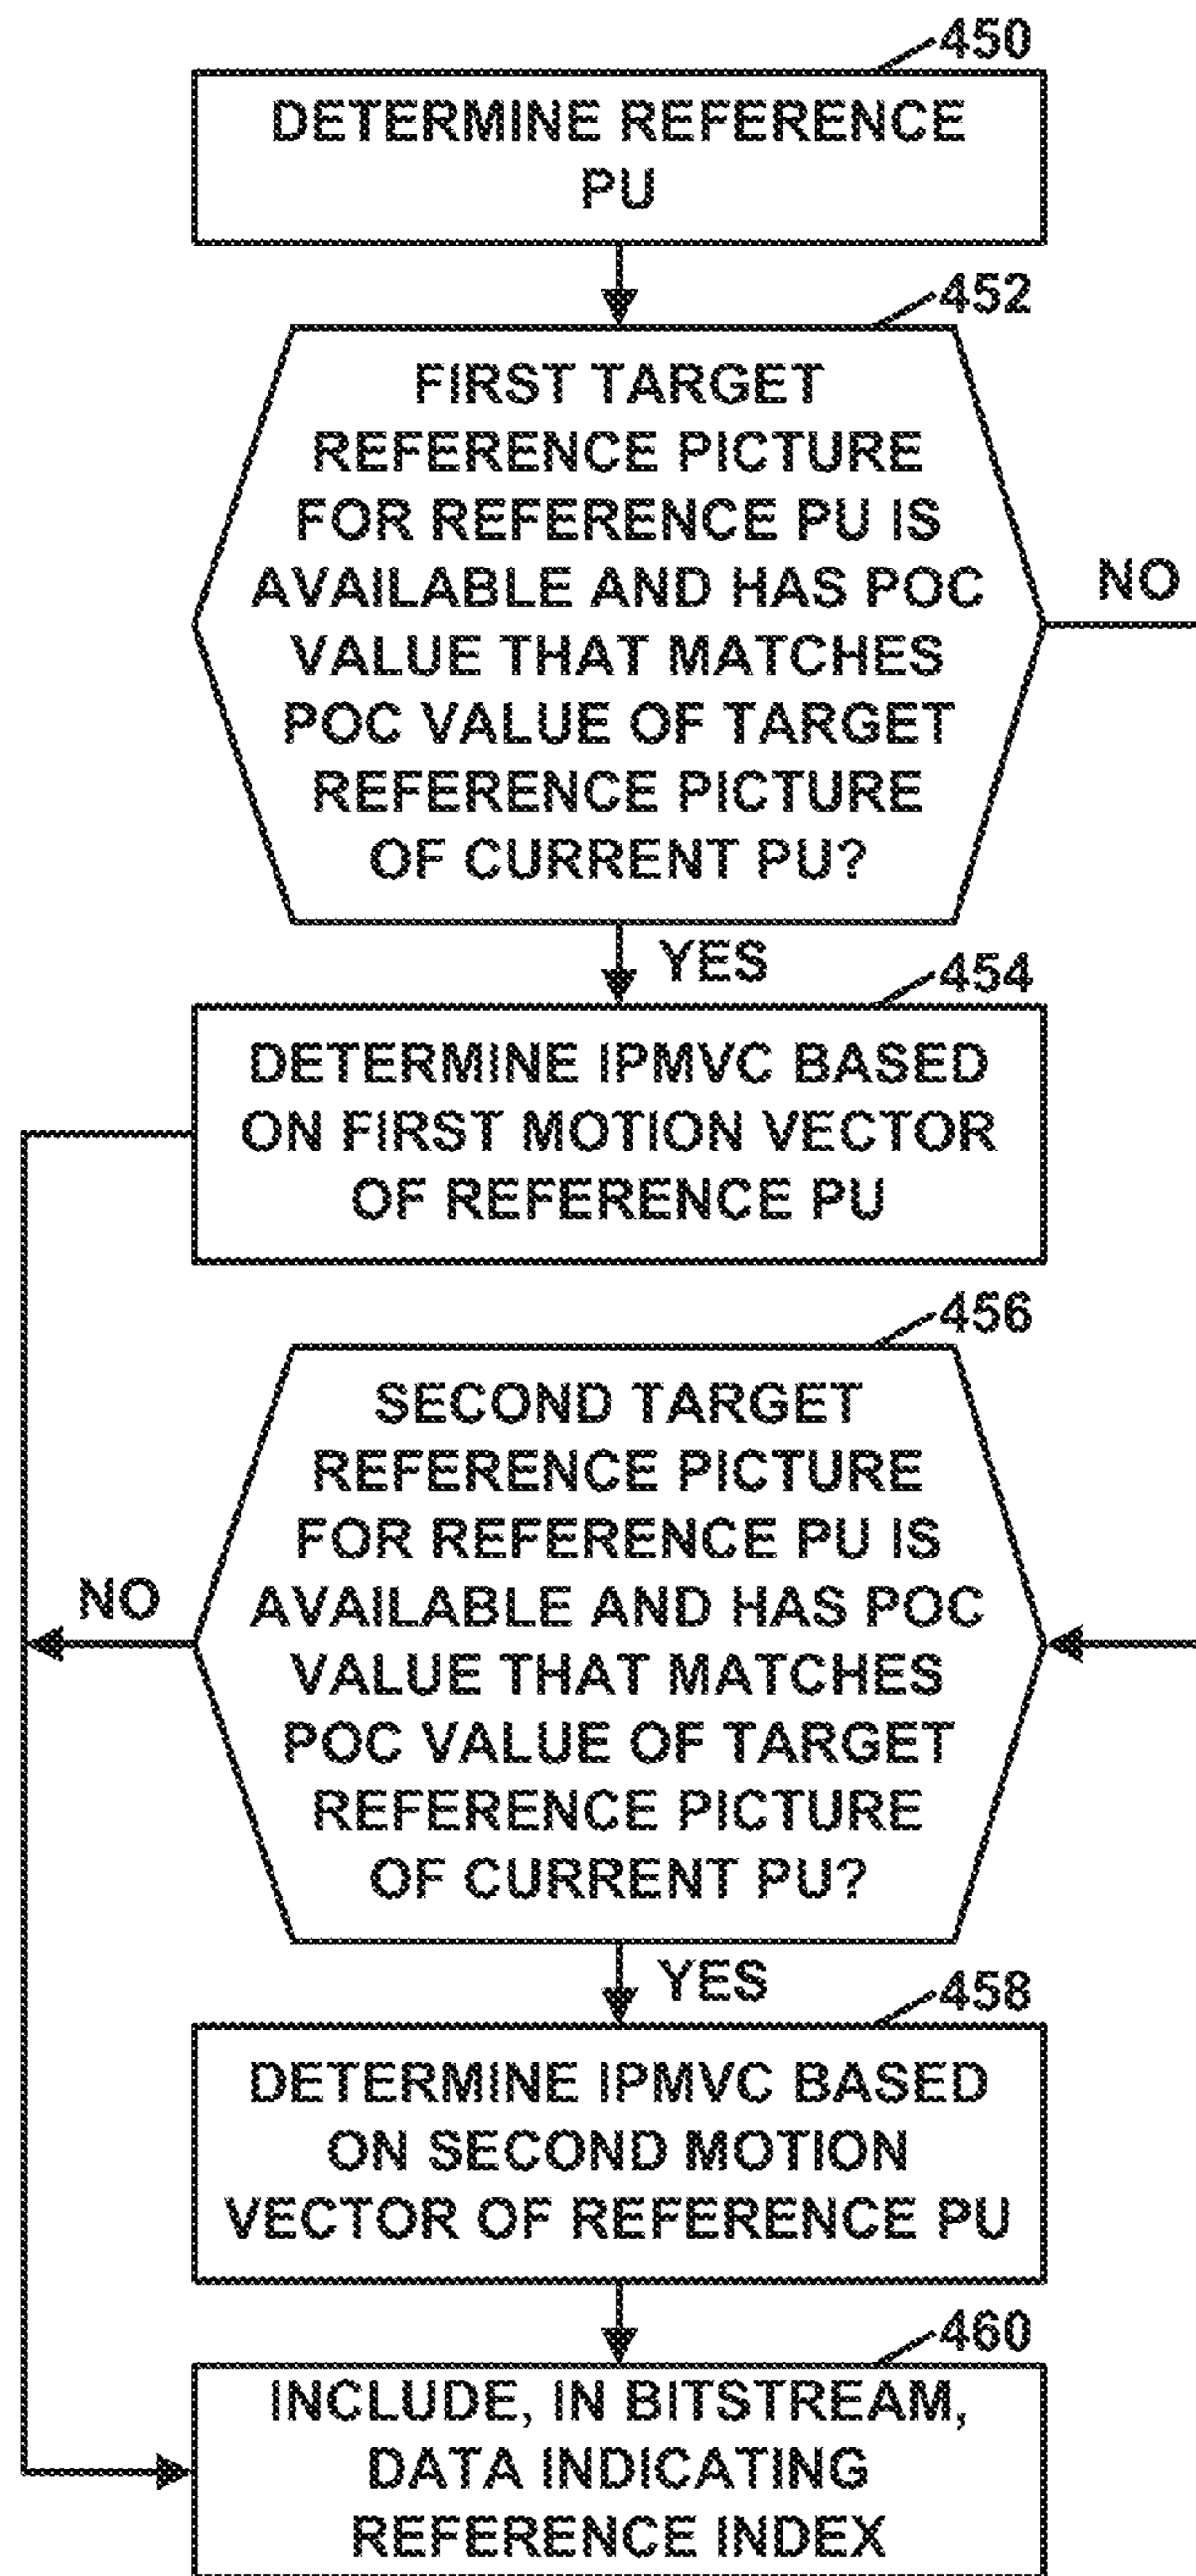 450
DETERMINE REFERENCE
PU
452
FIRST TARGET
REFERENCE PICTURE
FOR REFERENCE PU IS
AVAILABLE AND HAS POC
VALUE THAT MATCHES
POC VALUE OF TARGET
REFERENCE PICTURE
OF CURRENT PU?
NO
YES
454
DETERMINE IPMVC BASED
ON FIRST MOTION VECTOR
OF REFERENCE PU
456
SECOND TARGET
REFERENCE PICTURE
FOR REFERENCE PU IS
AVAILABLE AND HAS POC
VALUE THAT MATCHES
POC VALUE OF TARGET
REFERENCE PICTURE
OF CURRENT PU?
NO
YES
458
DETERMINE IPMVC BASED
ON SECOND MOTION
VECTOR OF REFERENCE PU
460
INCLUDE, IN BITSTREAM,
DATA INDICATING
REFERENCE INDEX